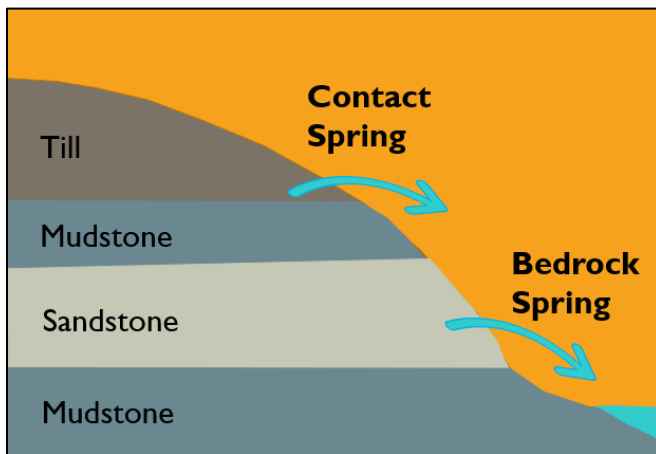 Contact
Spring
Till
Mudstone
Bedrock
Spring
Sandstone
Mudstone